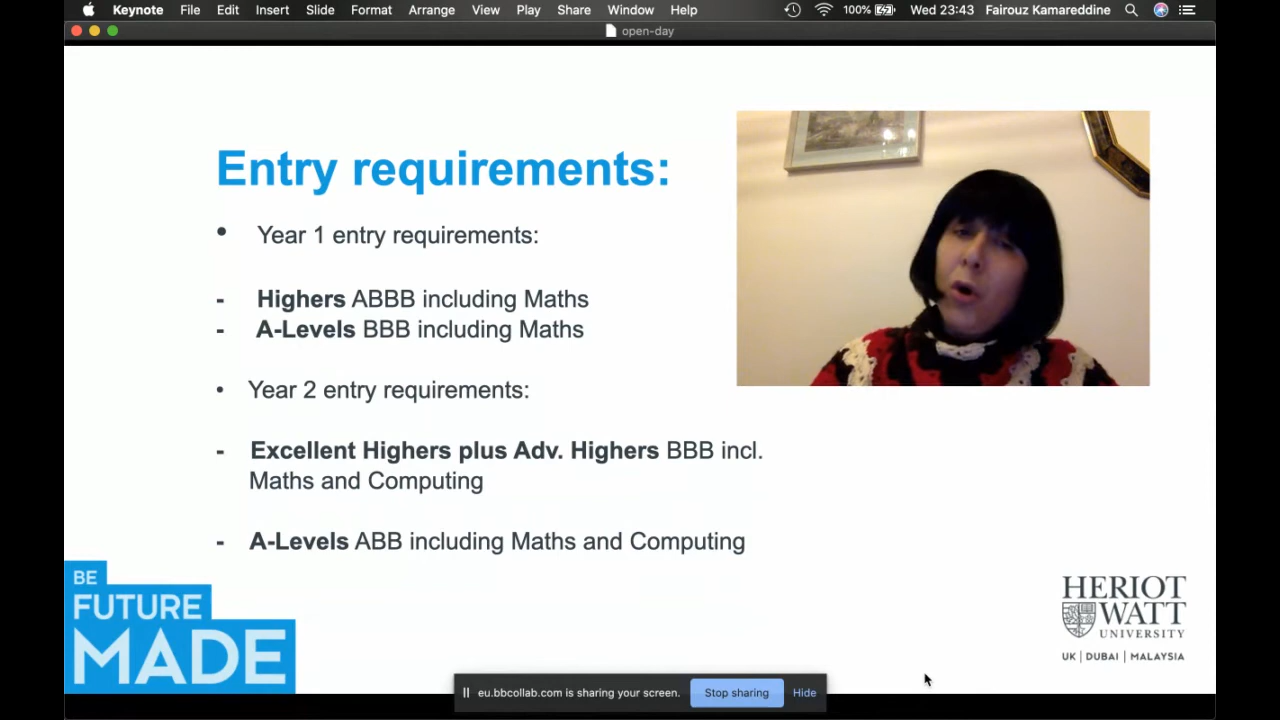 Keynote File Edit Insert Slide Format Arrange View Play Share Window Help 100% Wed 23:43 Fairouz Kamareddine
open-day
Entry requirements:
• Year 1 entry requirements:
- Highers ABBB including Maths
- A-Levels BBB including Maths
• Year 2 entry requirements:
- Excellent Highers plus Adv. Highers BBB incl.
Maths and Computing
- A-Levels ABB including Maths and Computing
BE
FUTURE
MADE
HERIOT
WATT
UNIVERSITY
UK | DUBAI | MALAYSIA
eu.bbcollab.com is sharing your screen. Stop sharing Hide